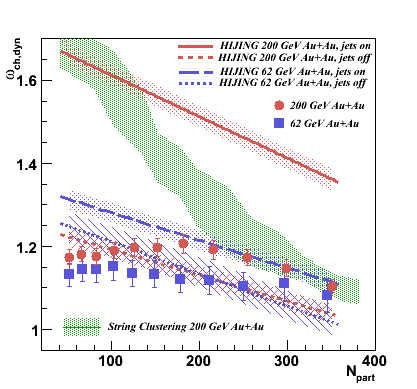 ω ch,dyn
HIJING 200 GeV Au+Au, jets on
HIJING 200 GeV Au+Au, jets off
HIJING 62 GeV Au+Au, jets on
HIJING 62 GeV Au+Au, jets off
200 GeV Au+Au
62 GeV Au+Au
1.6
1.4
1.2
1
String Clustering 200 GeV Au+Au
100 200 300 400
N part